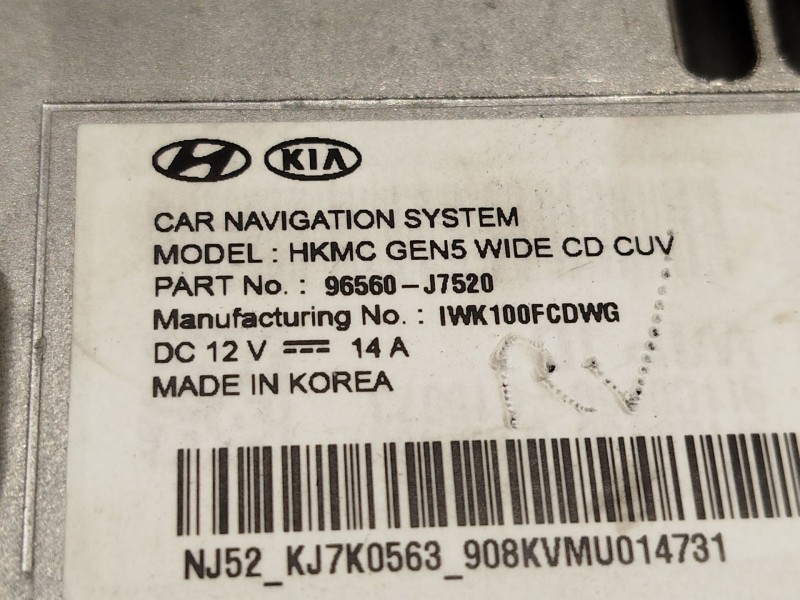 KIA
CAR NAVIGATION SYSTEM
MODEL : HKMC GEN5 WIDE CD CUV
PART No. : 96560-J7520
Manufacturing No. : IWK100FCDWG
DC 12 V ⎓ 14 A
MADE IN KOREA
NJ52_KJ7K0563_908KVMU014731